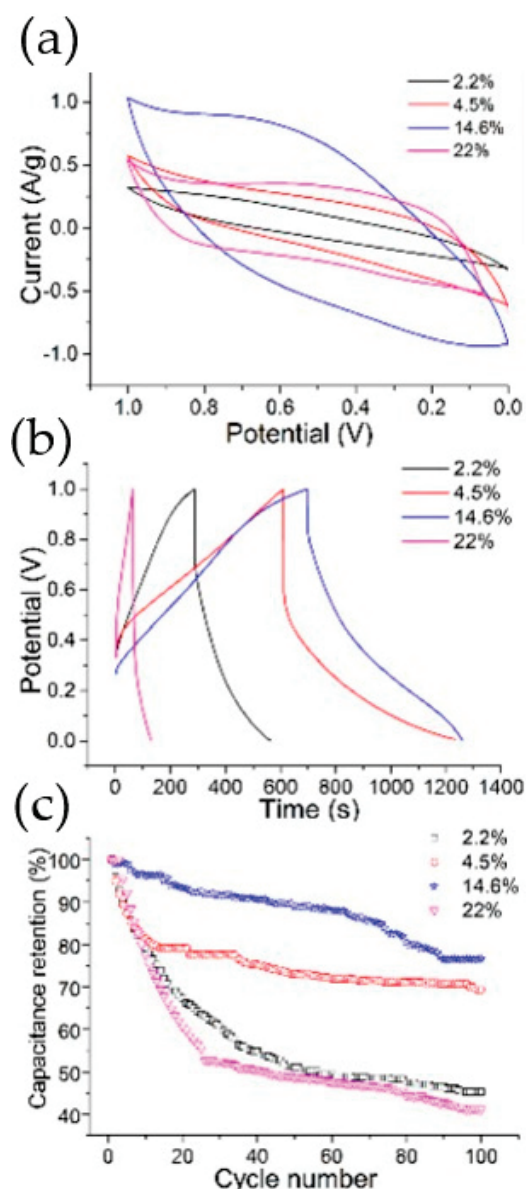 (a)
2.2%
4.5%
14.6%
22%
Current (A/g)
1.0
0.5
0.0
-0.5
-1.0
1.0 0.8 0.6 0.4 0.2 0.0
Potential (V)
(b)
2.2%
4.5%
14.6%
22%
Potential (V)
1.0
0.8
0.6
0.4
0.2
0.0
0 200 400 600 800 1000 1200 1400
Time (s)
(c)
2.2%
4.5%
14.6%
22%
Capacitance retention (%)
100
90
80
70
60
50
40
0 20 40 60 80 100
Cycle number